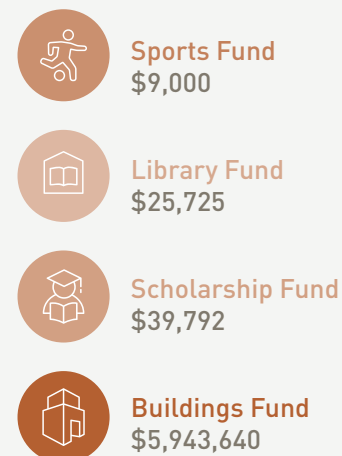 Sports Fund
$9,000
Library Fund
$25,725
Scholarship Fund
$39,792
Buildings Fund
$5,943,640